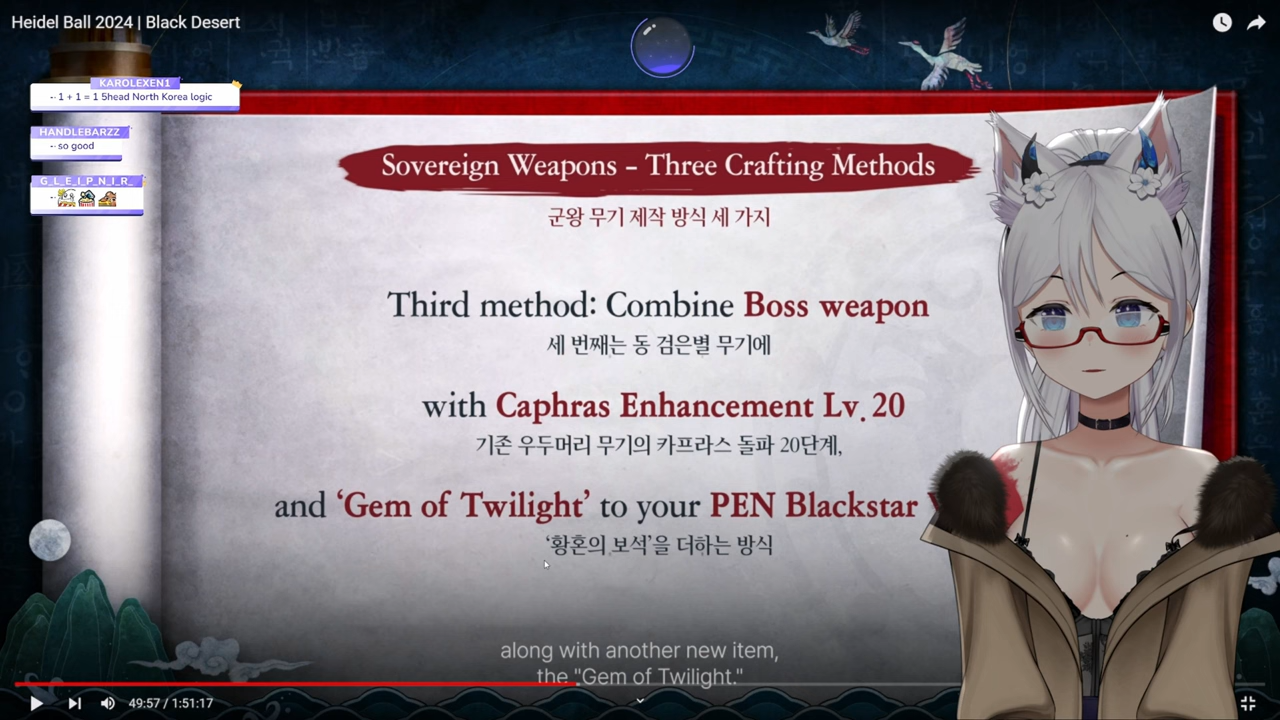 Heidel Ball 2024 | Black Desert
KAROLEXEN1
1 + 1 = 1 5head North Korea logic
HANDLEBARZZ
so good
G_L_E_I_P_N_I_R_
Sovereign Weapons - Three Crafting Methods
군왕 무기 제작 방식 세 가지
Third method: Combine Boss weapon
세 번째는 동 검은별 무기에
with Caphras Enhancement Lv. 20
기존 우두머리 무기의 카프라스 돌파 20단계,
and ‘Gem of Twilight’ to your PEN Blackstar
‘황혼의 보석’을 더하는 방식
along with another new item,
the "Gem of Twilight."
49:57 / 1:51:17